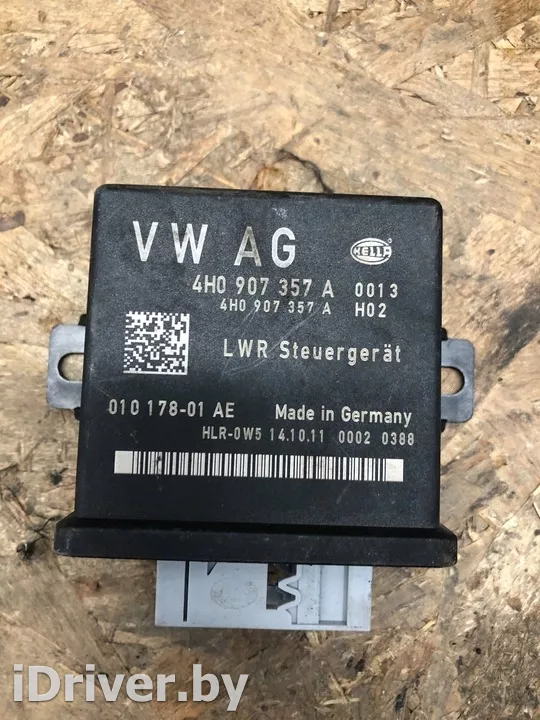 VW AG
HELLA
4H0 907 357 A 0013
4H0 907 357 A H02
LWR Steuergerät
010 178-01 AE Made in Germany
HLR-0W5 14.10.11 0002 0388
iDriver.by